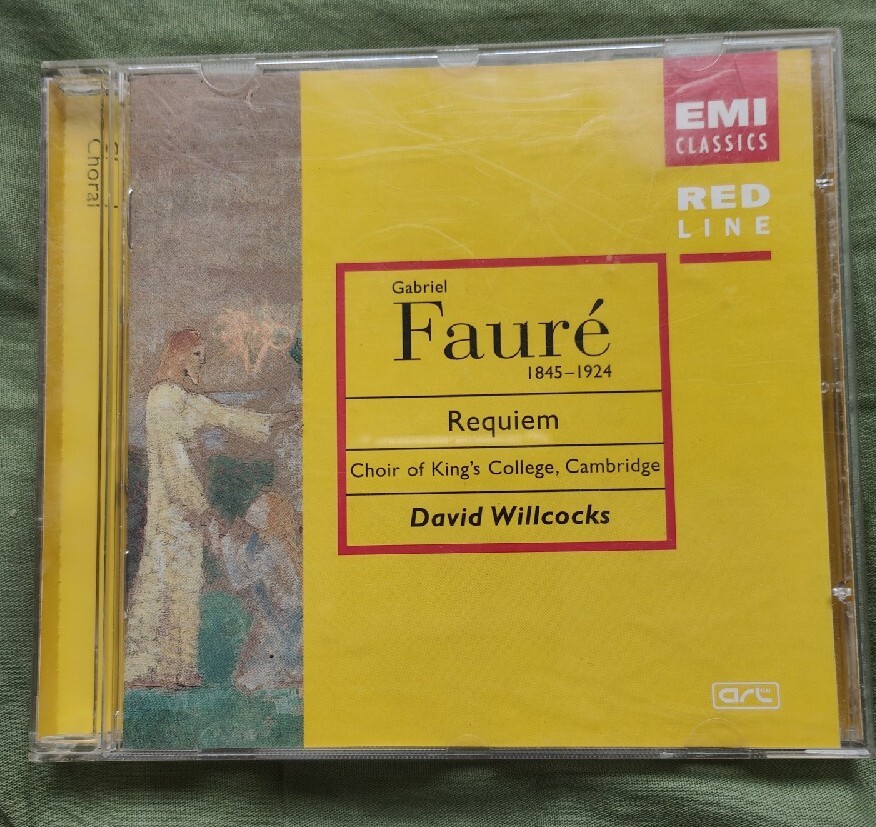 Choral
EMI
CLASSICS
RED
LINE
Gabriel
Fauré
1845–1924
Requiem
Choir of King's College, Cambridge
David Willcocks
art